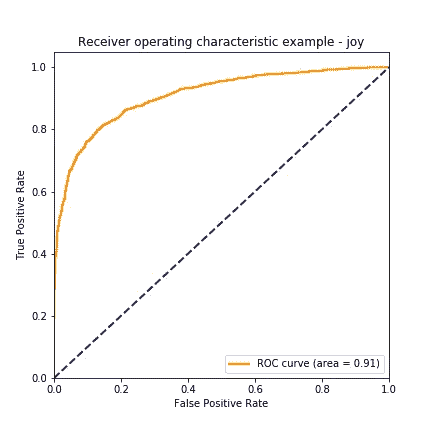 Receiver operating characteristic example - joy
1.0
0.8
0.6
0.4
0.2
0.0
True Positive Rate
ROC curve (area = 0.91)
0.0 0.2 0.4 0.6 0.8 1.0
False Positive Rate